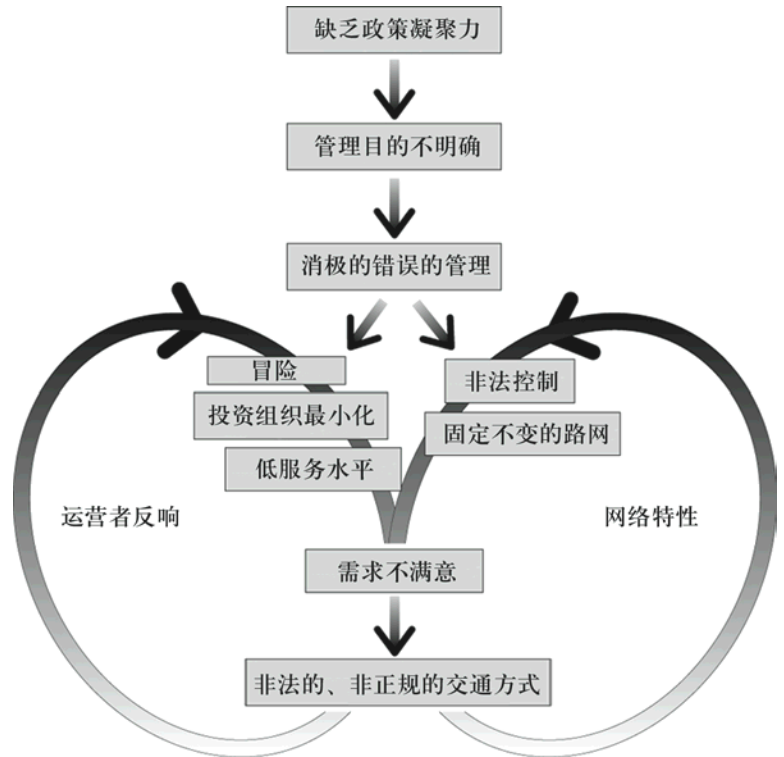 缺乏政策凝聚力
管理目的不明确
消极的错误的管理
冒险
投资组织最小化
低服务水平
非法控制
固定不变的路网
运营者反响
网络特性
需求不满意
非法的、非正规的交通方式